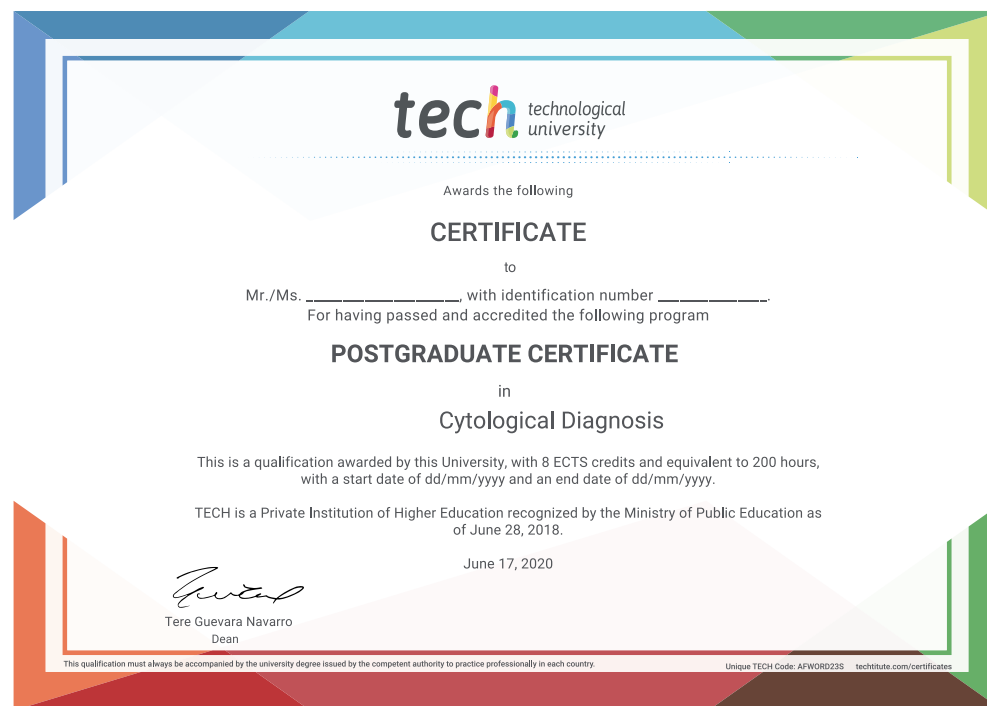 tech technological
university
Awards the following
CERTIFICATE
to
Mr./Ms. ____________________, with identification number ______________.
For having passed and accredited the following program
POSTGRADUATE CERTIFICATE
in
Cytological Diagnosis
This is a qualification awarded by this University, with 8 ECTS credits and equivalent to 200 hours,
with a start date of dd/mm/yyyy and an end date of dd/mm/yyyy.
TECH is a Private Institution of Higher Education recognized by the Ministry of Public Education as
of June 28, 2018.
June 17, 2020
Tere Guevara Navarro
Dean
This qualification must always be accompanied by the university degree issued by the competent authority to practice professionally in each country.
Unique TECH Code: AFWORD23S techtitute.com/certificates